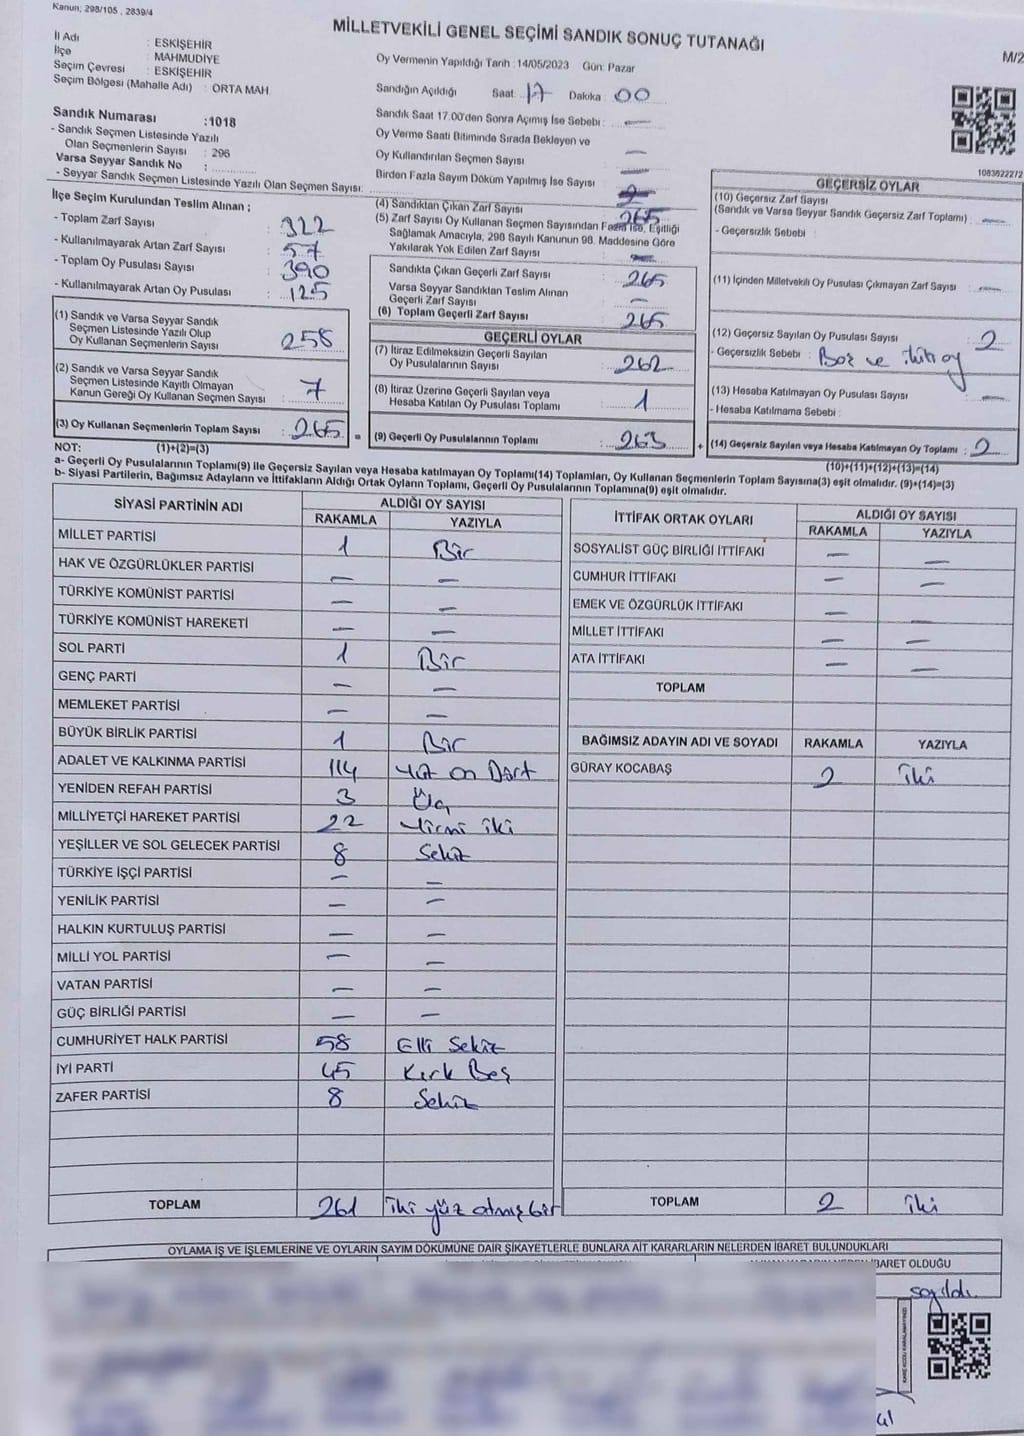 Kanun; 298/105 , 2839/4
MİLLETVEKİLİ GENEL SEÇİMİ SANDIK SONUÇ TUTANAĞI
M/2
İl Adı : ESKİŞEHİR
İlçe : MAHMUDİYE
Seçim Çevresi : ESKİŞEHİR
Seçim Bölgesi (Mahalle Adı) : ORTA MAH
Oy Vermenin Yapıldığı Tarih : 14/05/2023 Gün: Pazar
Sandığın Açıldığı Saat: 17 Dakika : 00
Sandık Saat 17.00'den Sonra Açımış İse Sebebi : —
Oy Verme Saati Bitiminde Sırada Bekleyen ve
Oy Kullandırılan Seçmen Sayısı —
Birden Fazla Sayım Döküm Yapılmış İse Sayısı —
Sandık Numarası :1018
- Sandık Seçmen Listesinde Yazılı
Olan Seçmenlerin Sayısı : 296
Varsa Seyyar Sandık No :
- Seyyar Sandık Seçmen Listesinde Yazılı Olan Seçmen Sayısı:
1083622272
İlçe Seçim Kurulundan Teslim Alınan ;
- Toplam Zarf Sayısı : 322
- Kullanılmayarak Artan Zarf Sayısı : 57
- Toplam Oy Pusulası Sayısı : 390
- Kullanılmayarak Artan Oy Pusulası : 125
(1) Sandık ve Varsa Seyyar Sandık
Seçmen Listesinde Yazılı Olup
Oy Kullanan Seçmenlerin Sayısı : 258
(2) Sandık ve Varsa Seyyar Sandık
Seçmen Listesinde Kayıtlı Olmayan
Kanun Gereği Oy Kullanan Seçmen Sayısı : 7
(3) Oy Kullanan Seçmenlerin Toplam Sayısı : 265
(1)+(2)=(3)
(4) Sandıktan Çıkan Zarf Sayısı 265
(5) Zarf Sayısı Oy Kullanan Seçmen Sayısından Fazla İse, Eşitliği
Sağlamak Amacıyla, 298 Sayılı Kanunun 98. Maddesine Göre
Yakılarak Yok Edilen Zarf Sayısı —
Sandıkta Çıkan Geçerli Zarf Sayısı : 265
Varsa Seyyar Sandıktan Teslim Alınan
Geçerli Zarf Sayısı : —
(6) Toplam Geçerli Zarf Sayısı : 265
GEÇERLİ OYLAR
(7) İtiraz Edilmeksizin Geçerli Sayılan
Oy Pusulalarının Sayısı : 262
(8) İtiraz Üzerine Geçerli Sayılan veya
Hesaba Katılan Oy Pusulası Toplamı : 1
= (9) Geçerli Oy Pusulalarının Toplamı : 263
GEÇERSİZ OYLAR
(10) Geçersiz Zarf Sayısı
(Sandık ve Varsa Seyyar Sandık Geçersiz Zarf Toplamı) : —
- Geçersizlik Sebebi :
(11) İçinden Milletvekili Oy Pusulası Çıkmayan Zarf Sayısı : —
(12) Geçersiz Sayılan Oy Pusulası Sayısı : 2
- Geçersizlik Sebebi : oy
(13) Hesaba Katılmayan Oy Pusulası Sayısı : —
- Hesaba Katılmama Sebebi :
+ (14) Geçersiz Sayılan veya Hesaba Katılmayan Oy Toplamı : 2
(10)+(11)+(12)+(13)=(14)
NOT:
a- Geçerli Oy Pusulalarının Toplamı(9) ile Geçersiz Sayılan veya Hesaba katılmayan Oy Toplamı(14) Toplamları, Oy Kullanan Seçmenlerin Toplam Sayısına(3) eşit olmalıdır. (9)+(14)=(3)
b- Siyasi Partilerin, Bağımsız Adayların ve İttifakların Aldığı Ortak Oyların Toplamı, Geçerli Oy Pusulalarının Toplamına(9) eşit olmalıdır.
SİYASİ PARTİNİN ADI ALDIĞI OY SAYISI
RAKAMLA YAZIYLA
MİLLET PARTİSİ 1 Bir
HAK VE ÖZGÜRLÜKLER PARTİSİ — —
TÜRKİYE KOMÜNİST PARTİSİ — —
TÜRKİYE KOMÜNİST HAREKETİ — —
SOL PARTİ 1 Bir
GENÇ PARTİ — —
MEMLEKET PARTİSİ — —
BÜYÜK BİRLİK PARTİSİ 1 Bir
ADALET VE KALKINMA PARTİSİ 114 Yüz on Dört
YENİDEN REFAH PARTİSİ 3 Üç
MİLLİYETÇİ HAREKET PARTİSİ 22 Yirmi iki
YEŞİLLER VE SOL GELECEK PARTİSİ 8 Sekiz
TÜRKİYE İŞÇİ PARTİSİ — —
YENİLİK PARTİSİ — —
HALKIN KURTULUŞ PARTİSİ — —
MİLLİ YOL PARTİSİ — —
VATAN PARTİSİ — —
GÜÇ BİRLİĞİ PARTİSİ — —
CUMHURİYET HALK PARTİSİ 58 Elli Sekiz
İYİ PARTİ 45 Kırk Beş
ZAFER PARTİSİ 8 Sekiz
TOPLAM 261 iki yüz atmış bir
İTTİFAK ORTAK OYLARI ALDIĞI OY SAYISI
RAKAMLA YAZIYLA
SOSYALİST GÜÇ BİRLİĞİ İTTİFAKI — —
CUMHUR İTTİFAKI — —
EMEK VE ÖZGÜRLÜK İTTİFAKI — —
MİLLET İTTİFAKI — —
ATA İTTİFAKI — —
TOPLAM
BAĞIMSIZ ADAYIN ADI VE SOYADI RAKAMLA YAZIYLA
GÜRAY KOCABAŞ 2 iki
TOPLAM 2 iki
OYLAMA İŞ VE İŞLEMLERİNE VE OYLARIN SAYIM DÖKÜMÜNE DAİR ŞİKAYETLERLE BUNLARA AİT KARARLARIN NELERDEN İBARET BULUNDUKLARI
İBARET OLDUĞU
sayıldı